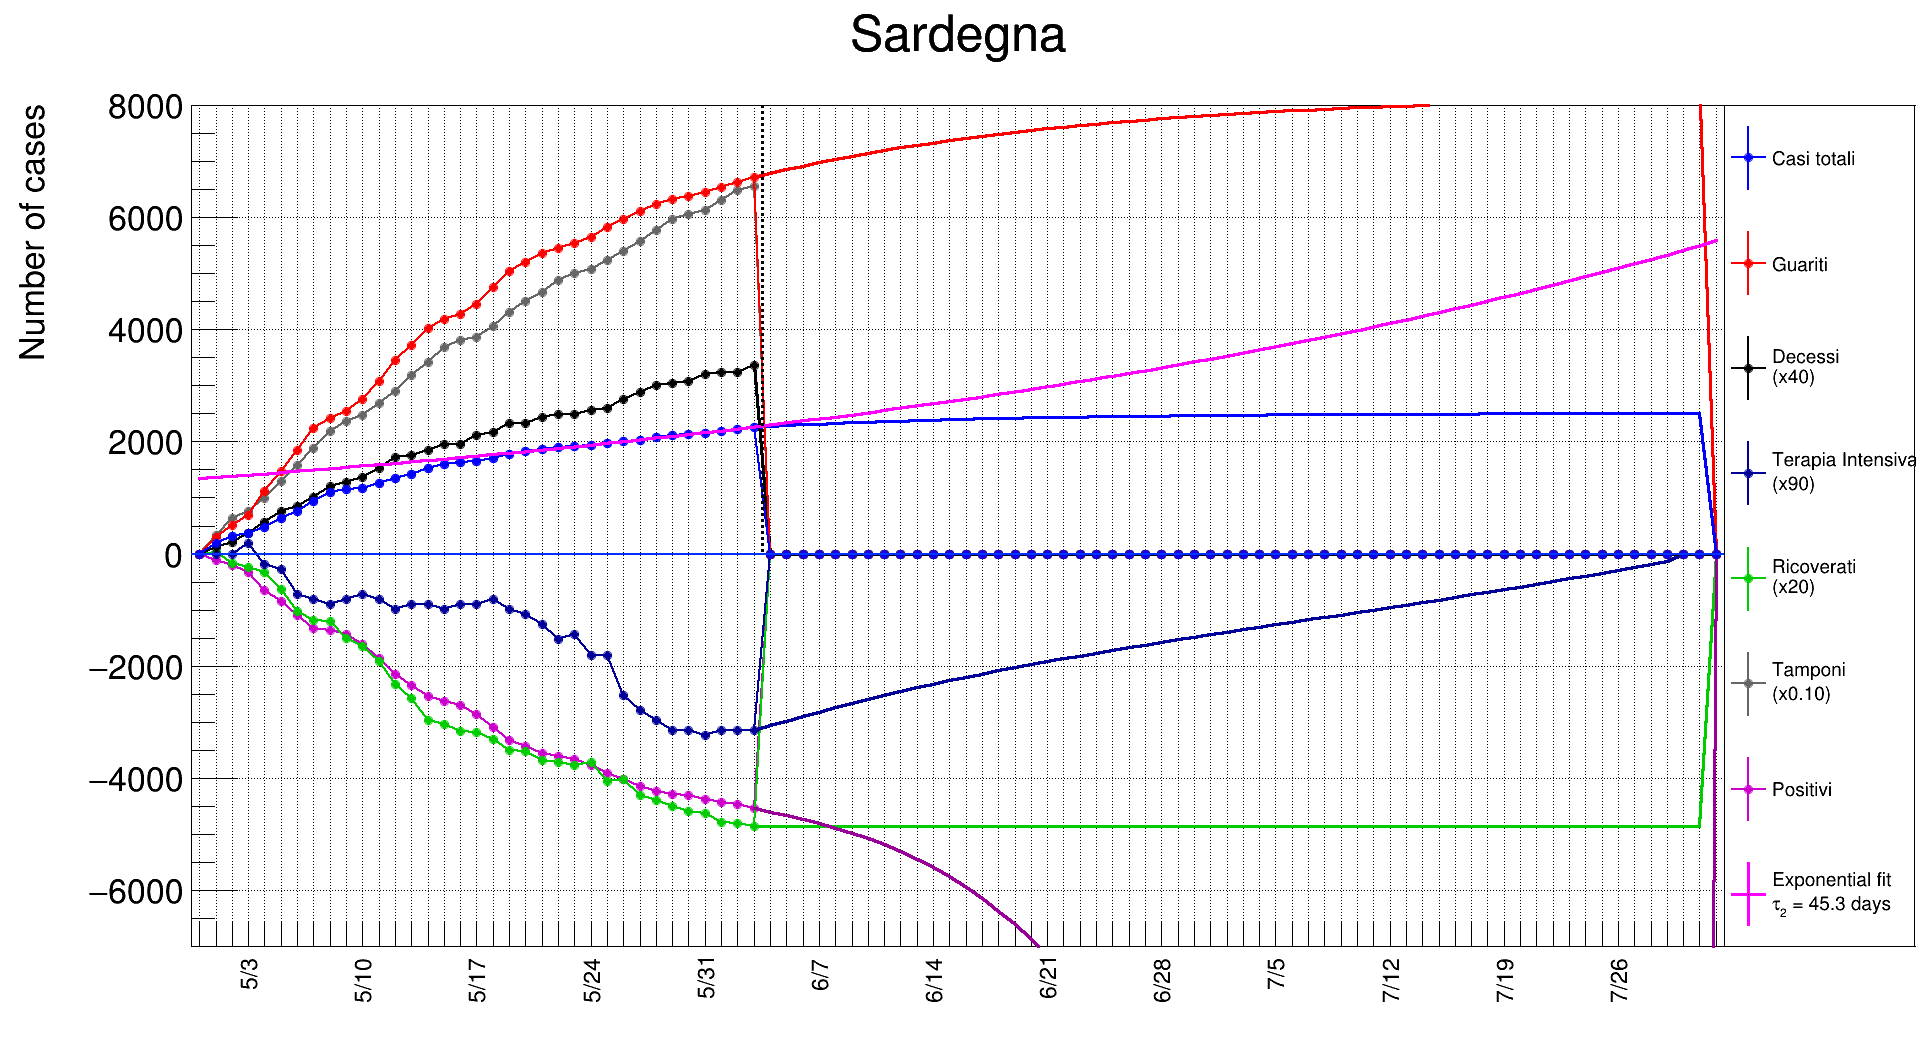 Sardegna
Number of cases
8000
6000
4000
2000
0
−2000
−4000
−6000
5/3
5/10
5/17
5/24
5/31
6/7
6/14
6/21
6/28
7/5
7/12
7/19
7/26
Casi totali
Guariti
Decessi
(x40)
Terapia Intensiva
(x90)
Ricoverati
(x20)
Tamponi
(x0.10)
Positivi
Exponential fit
τ2 = 45.3 days